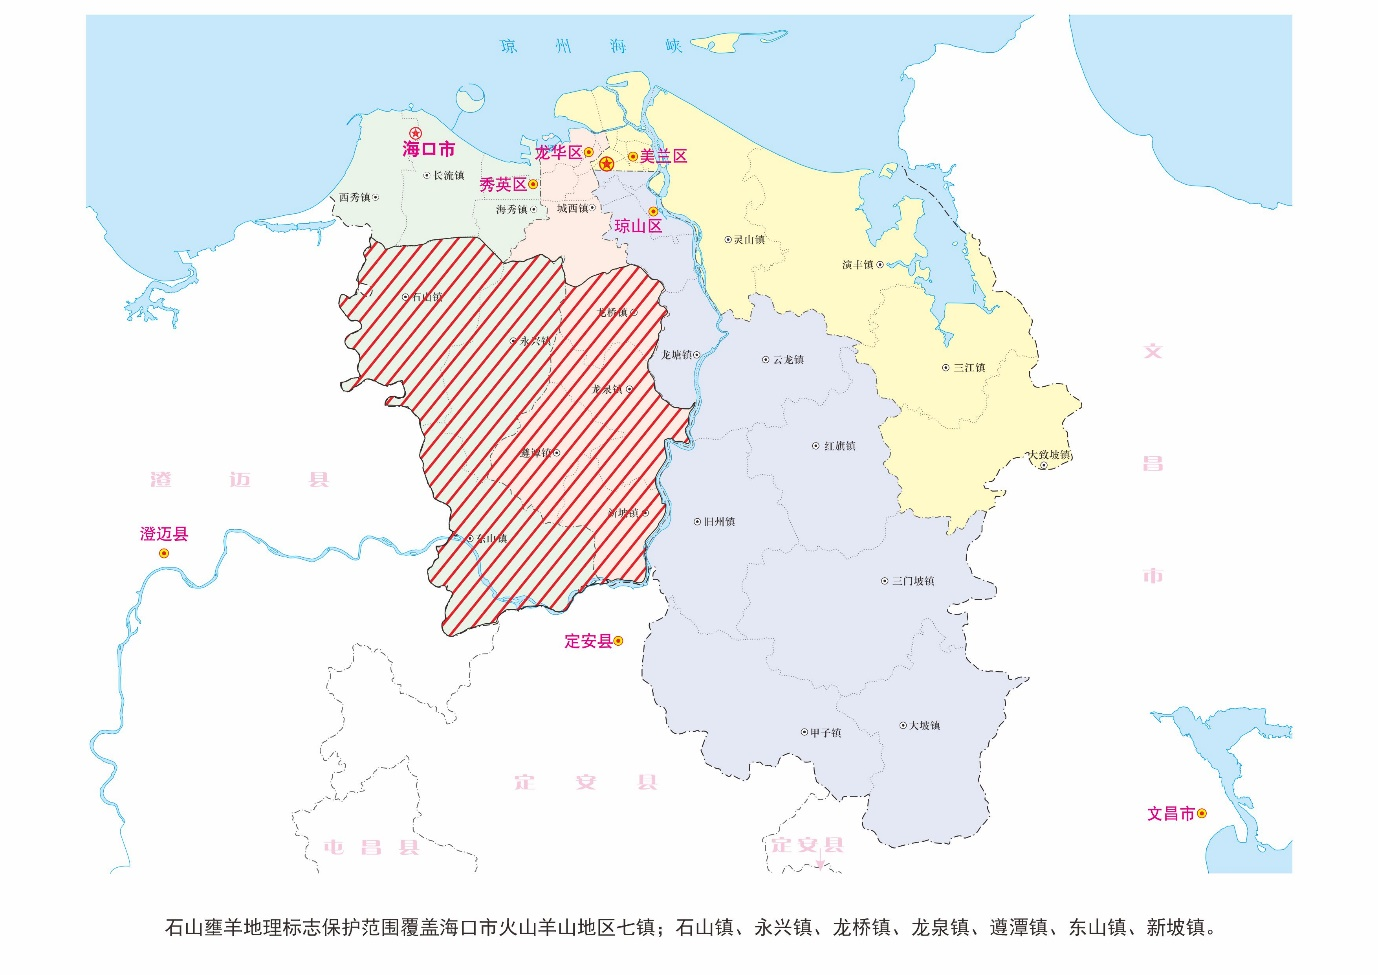 琼州海峡
海口市
龙华区
美兰区
长流镇
秀英区
西秀镇
海秀镇
城西镇
琼山区
灵山镇
演丰镇
石山镇
龙桥镇
永兴镇
龙塘镇
云龙镇
文昌市
三江镇
龙泉镇
红旗镇
遵潭镇
大致坡镇
澄迈县
新坡镇
旧州镇
澄迈县
东山镇
三门坡镇
定安县
大坡镇
甲子镇
定安县
文昌市
屯昌县
定安县
石山壅羊地理标志保护范围覆盖海口市火山羊山地区七镇；石山镇、永兴镇、龙桥镇、龙泉镇、遵潭镇、东山镇、新坡镇。